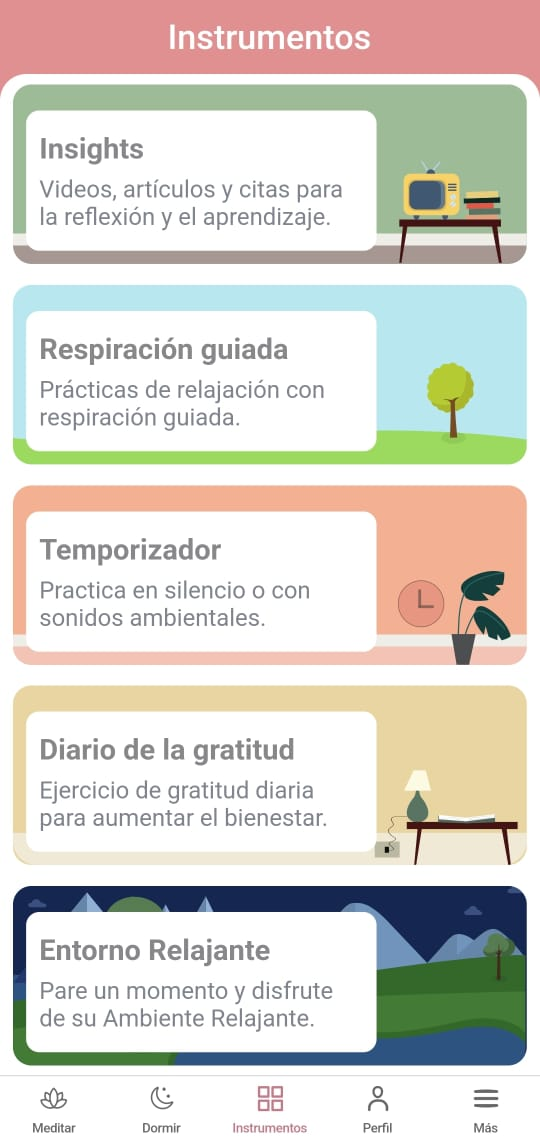 Instrumentos
Insights
Videos, artículos y citas para
la reflexión y el aprendizaje.
Respiración guiada
Prácticas de relajación con
respiración guiada.
Temporizador
Practica en silencio o con
sonidos ambientales.
Diario de la gratitud
Ejercicio de gratitud diaria
para aumentar el bienestar.
Entorno Relajante
Pare un momento y disfrute
de su Ambiente Relajante.
Meditar Dormir Instrumentos Perfil Más